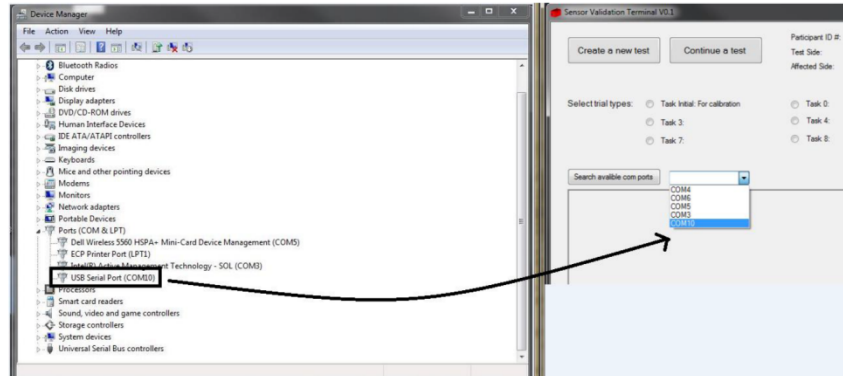 Device Manager
File Action View Help
Bluetooth Radios
Computer
Disk drives
Display adapters
DVD/CD-ROM drives
Human Interface Devices
IDE ATA/ATAPI controllers
Imaging devices
Keyboards
Mice and other pointing devices
Modems
Monitors
Network adapters
Portable Devices
Ports (COM & LPT)
Dell Wireless 5560 HSPA+ Mini-Card Device Management (COM5)
ECP Printer Port (LPT1)
Intel(R) Active Management Technology - SOL (COM3)
USB Serial Port (COM10)
Processors
Smart card readers
Sound, video and game controllers
Storage controllers
System devices
Universal Serial Bus controllers
Sensor Validation Terminal V0.1
Create a new test Continue a test
Participant ID #:
Test Side:
Affected Side:
Select trial types: Task Initial: For calibration Task 0:
Task 3: Task 4:
Task 7: Task 8:
Search avalible com ports
COM4
COM6
COM5
COM3
COM10